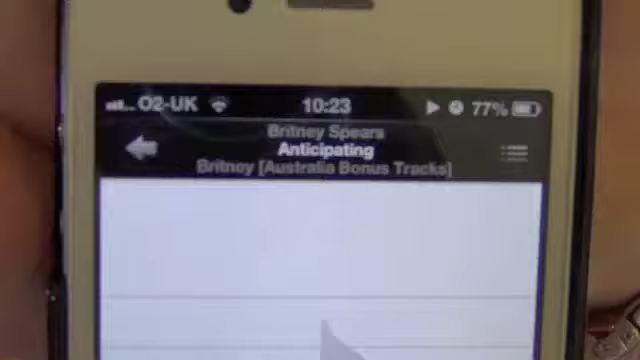 O2-UK 10:23 77%
Britney Spears
Anticipating
Britney [Australia Bonus Tracks]